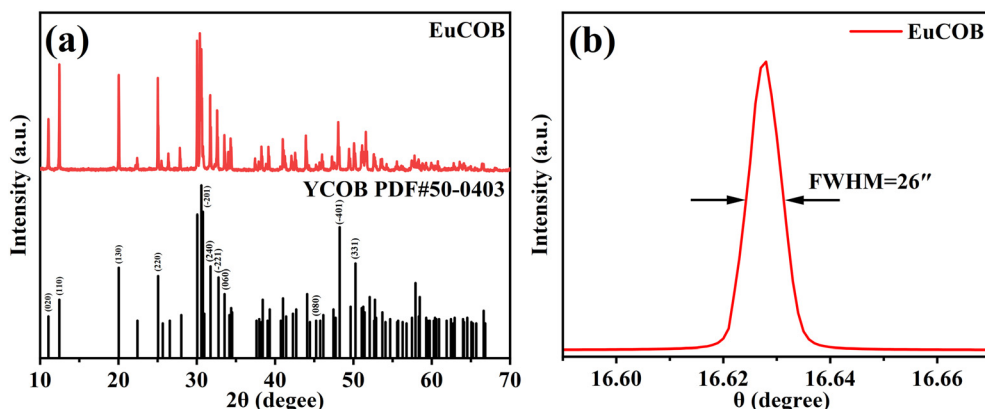 (a)
EuCOB
YCOB PDF#50-0403
(020)
(110)
(130)
(220)
(-201)
(240)
(-221)
(060)
(080)
(-401)
(331)
Intensity (a.u.)
10 20 30 40 50 60 70
2θ (degee)
(b)
EuCOB
FWHM=26″
Intensity (a.u.)
16.60 16.62 16.64 16.66
θ (degree)